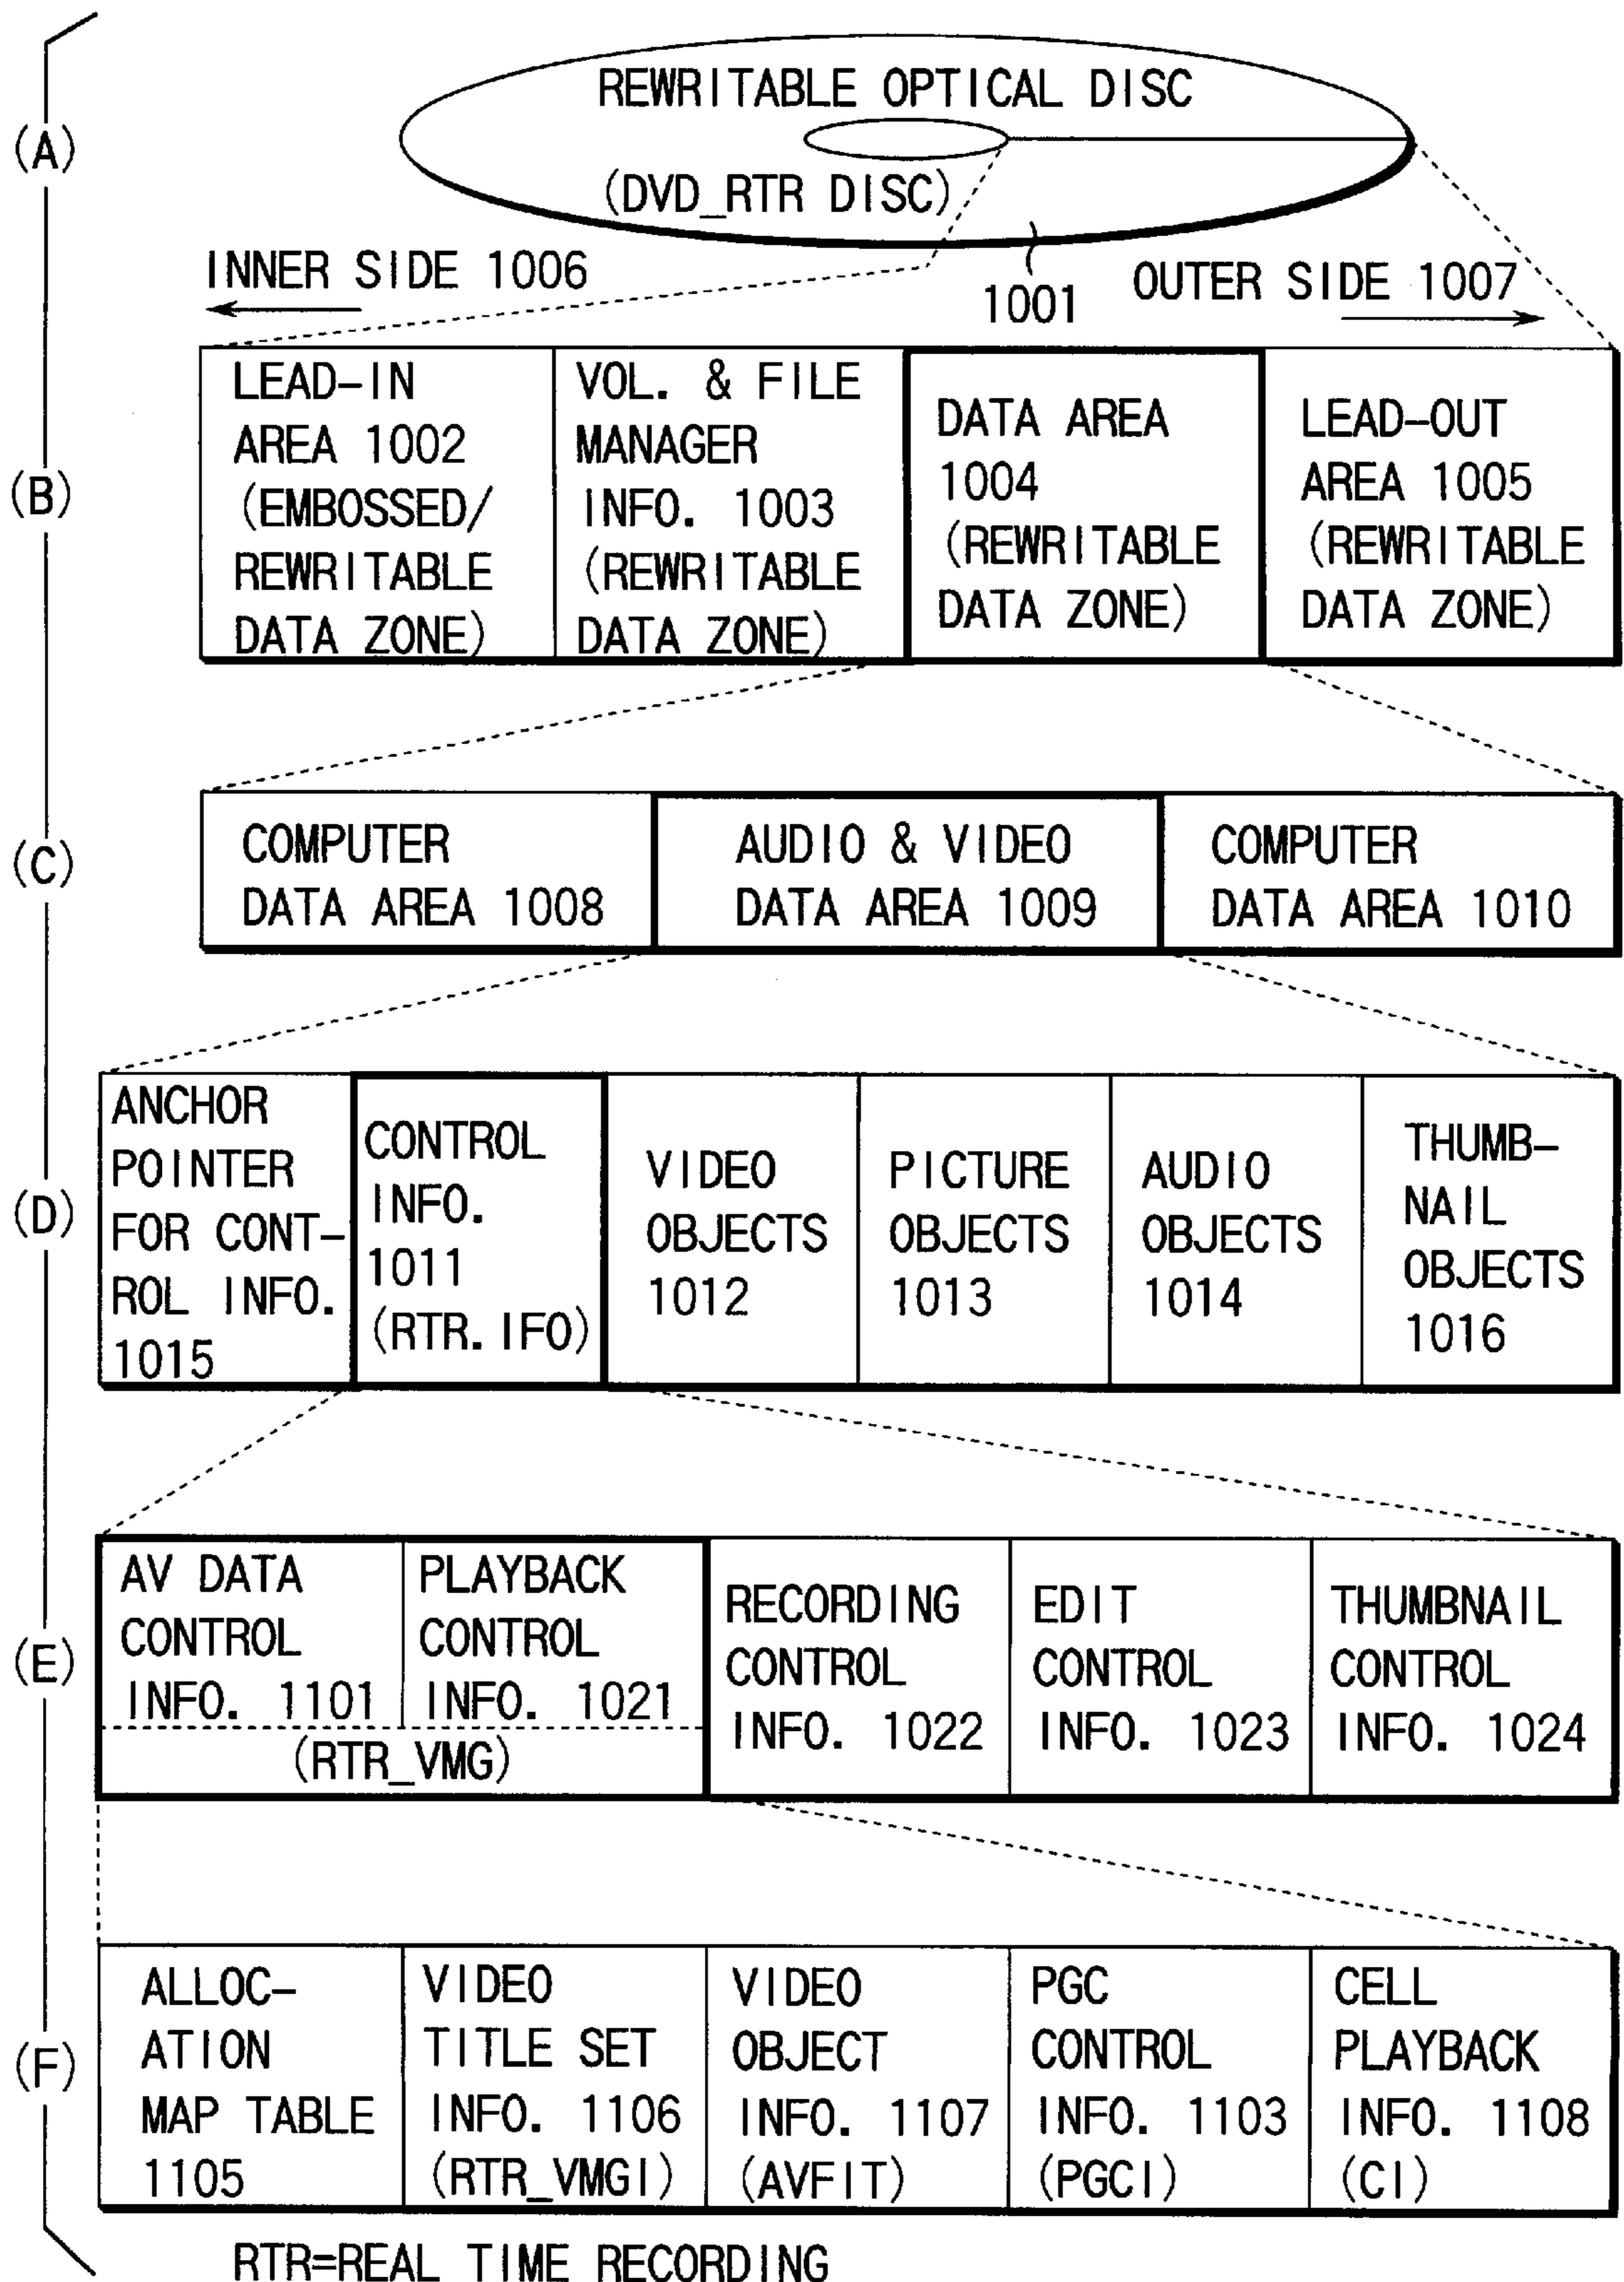 (A)
REWRITABLE OPTICAL DISC
(DVD_RTR DISC)
INNER SIDE 1006
1001
OUTER SIDE 1007
(B)
LEAD-IN
AREA 1002
(EMBOSSED/
REWRITABLE
DATA ZONE)
VOL. & FILE
MANAGER
INFO. 1003
(REWRITABLE
DATA ZONE)
DATA AREA
1004
(REWRITABLE
DATA ZONE)
LEAD-OUT
AREA 1005
(REWRITABLE
DATA ZONE)
(C)
COMPUTER
DATA AREA 1008
AUDIO & VIDEO
DATA AREA 1009
COMPUTER
DATA AREA 1010
(D)
ANCHOR
POINTER
FOR CONT-
ROL INFO.
1015
CONTROL
INFO.
1011
(RTR.IFO)
VIDEO
OBJECTS
1012
PICTURE
OBJECTS
1013
AUDIO
OBJECTS
1014
THUMB-
NAIL
OBJECTS
1016
(E)
AV DATA
CONTROL
INFO. 1101
PLAYBACK
CONTROL
INFO. 1021
(RTR_VMG)
RECORDING
CONTROL
INFO. 1022
EDIT
CONTROL
INFO. 1023
THUMBNAIL
CONTROL
INFO. 1024
(F)
ALLOC-
ATION
MAP TABLE
1105
VIDEO
TITLE SET
INFO. 1106
(RTR_VMGI)
VIDEO
OBJECT
INFO. 1107
(AVFIT)
PGC
CONTROL
INFO. 1103
(PGCI)
CELL
PLAYBACK
INFO. 1108
(CI)
RTR=REAL TIME RECORDING